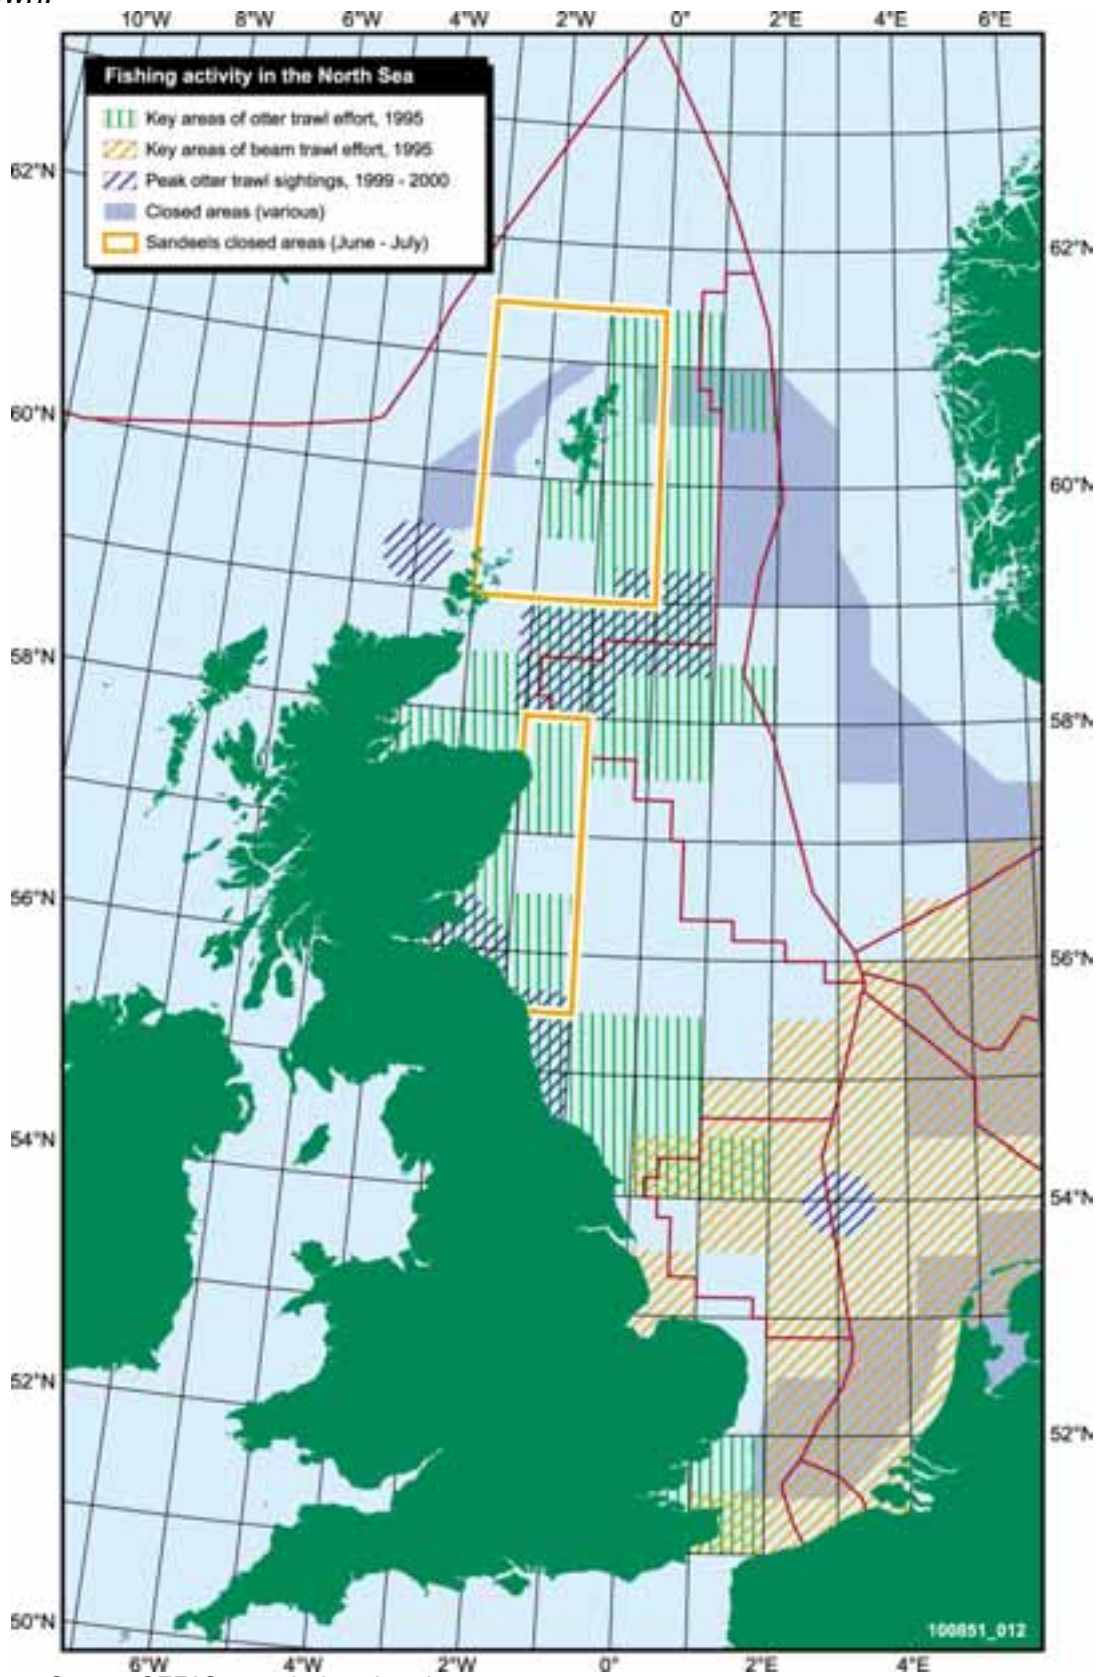 10°W 8°W 6°W 4°W 2°W 0° 2°E 4°E 6°E
Fishing activity in the North Sea
Key areas of otter trawl effort, 1995
Key areas of beam trawl effort, 1995
Peak otter trawl sightings, 1999 - 2000
Closed areas (various)
Sandeels closed areas (June - July)
62°N
62°N
60°N
60°N
58°N
58°N
56°N
56°N
54°N
54°N
52°N
52°N
50°N
100851_012
6°W 4°W 2°W 0° 2°E 4°E